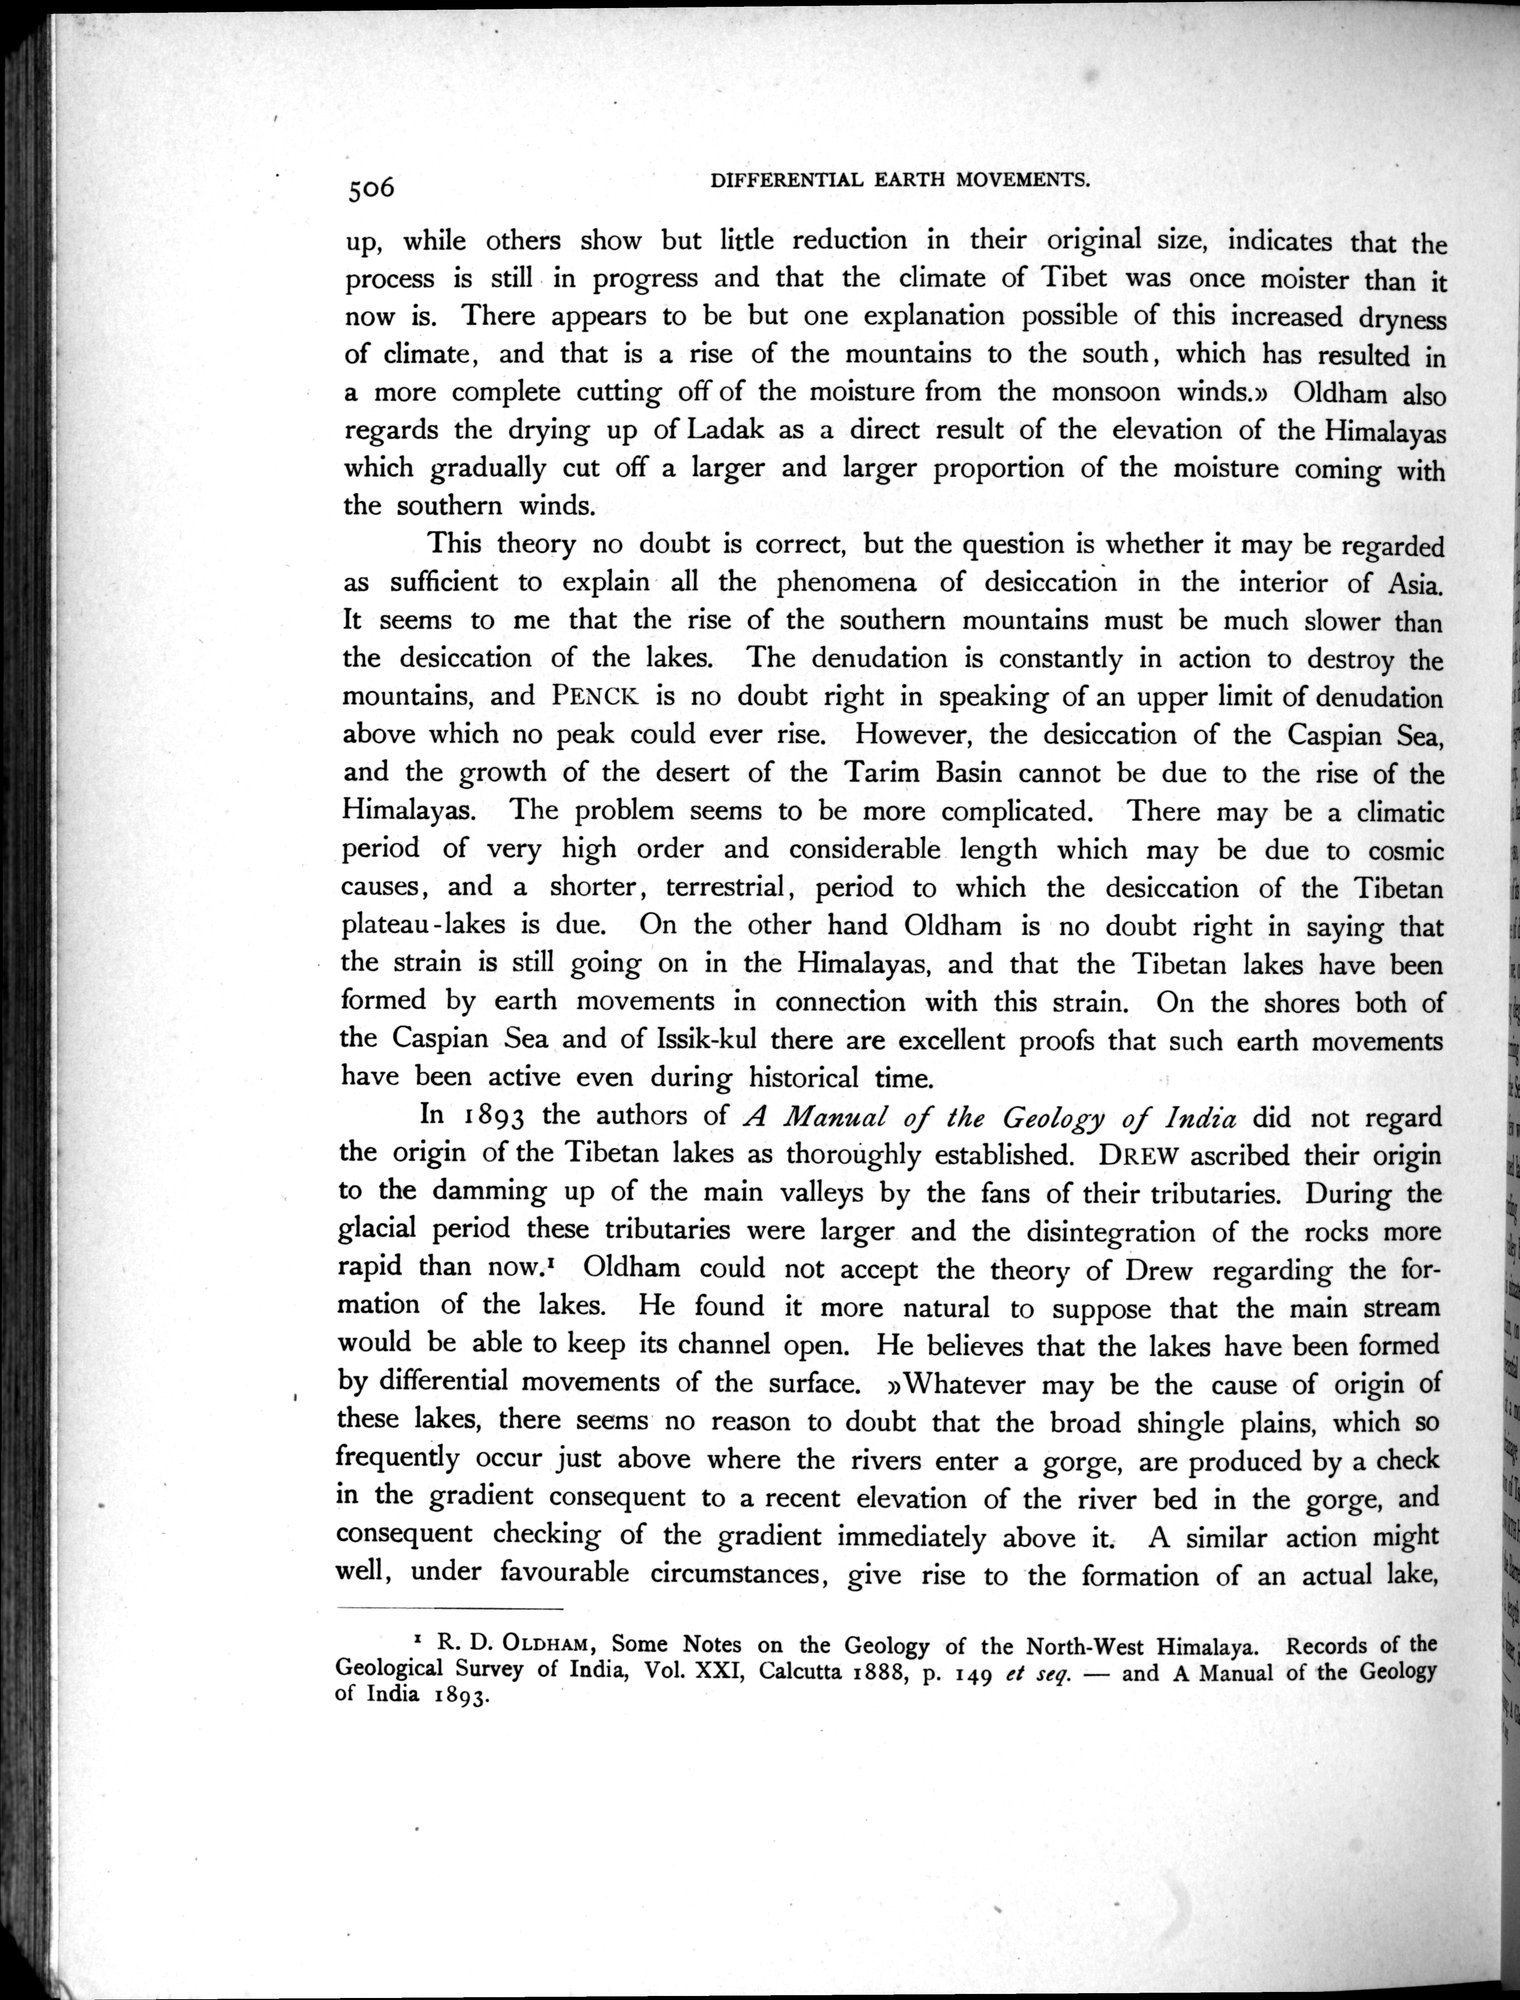 506
DIFFERENTIAL EARTH MOVEMENTS.
up, while others show but little reduction in their original size, indicates that the
process is still in progress and that the climate of Tibet was once moister than it
now is. There appears to be but one explanation possible of this increased dryness
of climate, and that is a rise of the mountains to the south, which has resulted in
a more complete cutting off of the moisture from the monsoon winds.» Oldham also
regards the drying up of Ladak as a direct result of the elevation of the Himalayas
which gradually cut off a larger and larger proportion of the moisture coming with
the southern winds.
This theory no doubt is correct, but the question is whether it may be regarded
as sufficient to explain all the phenomena of desiccation in the interior of Asia.
It seems to me that the rise of the southern mountains must be much slower than
the desiccation of the lakes. The denudation is constantly in action to destroy the
mountains, and PENCK is no doubt right in speaking of an upper limit of denudation
above which no peak could ever rise. However, the desiccation of the Caspian Sea,
and the growth of the desert of the Tarim Basin cannot be due to the rise of the
Himalayas. The problem seems to be more complicated. There may be a climatic
period of very high order and considerable length which may be due to cosmic
causes, and a shorter, terrestrial, period to which the desiccation of the Tibetan
plateau-lakes is due. On the other hand Oldham is no doubt right in saying that
the strain is still going on in the Himalayas, and that the Tibetan lakes have been
formed by earth movements in connection with this strain. On the shores both of
the Caspian Sea and of Issik-kul there are excellent proofs that such earth movements
have been active even during historical time.
In 1893 the authors of A Manual of the Geology of India did not regard
the origin of the Tibetan lakes as thoroughly established. DREW ascribed their origin
to the damming up of the main valleys by the fans of their tributaries. During the
glacial period these tributaries were larger and the disintegration of the rocks more
rapid than now.¹ Oldham could not accept the theory of Drew regarding the for-
mation of the lakes. He found it more natural to suppose that the main stream
would be able to keep its channel open. He believes that the lakes have been formed
by differential movements of the surface. »Whatever may be the cause of origin of
these lakes, there seems no reason to doubt that the broad shingle plains, which so
frequently occur just above where the rivers enter a gorge, are produced by a check
in the gradient consequent to a recent elevation of the river bed in the gorge, and
consequent checking of the gradient immediately above it. A similar action might
well, under favourable circumstances, give rise to the formation of an actual lake,
¹ R. D. OLDHAM, Some Notes on the Geology of the North-West Himalaya. Records of the
Geological Survey of India, Vol. XXI, Calcutta 1888, p. 149 et seq. — and A Manual of the Geology
of India 1893.